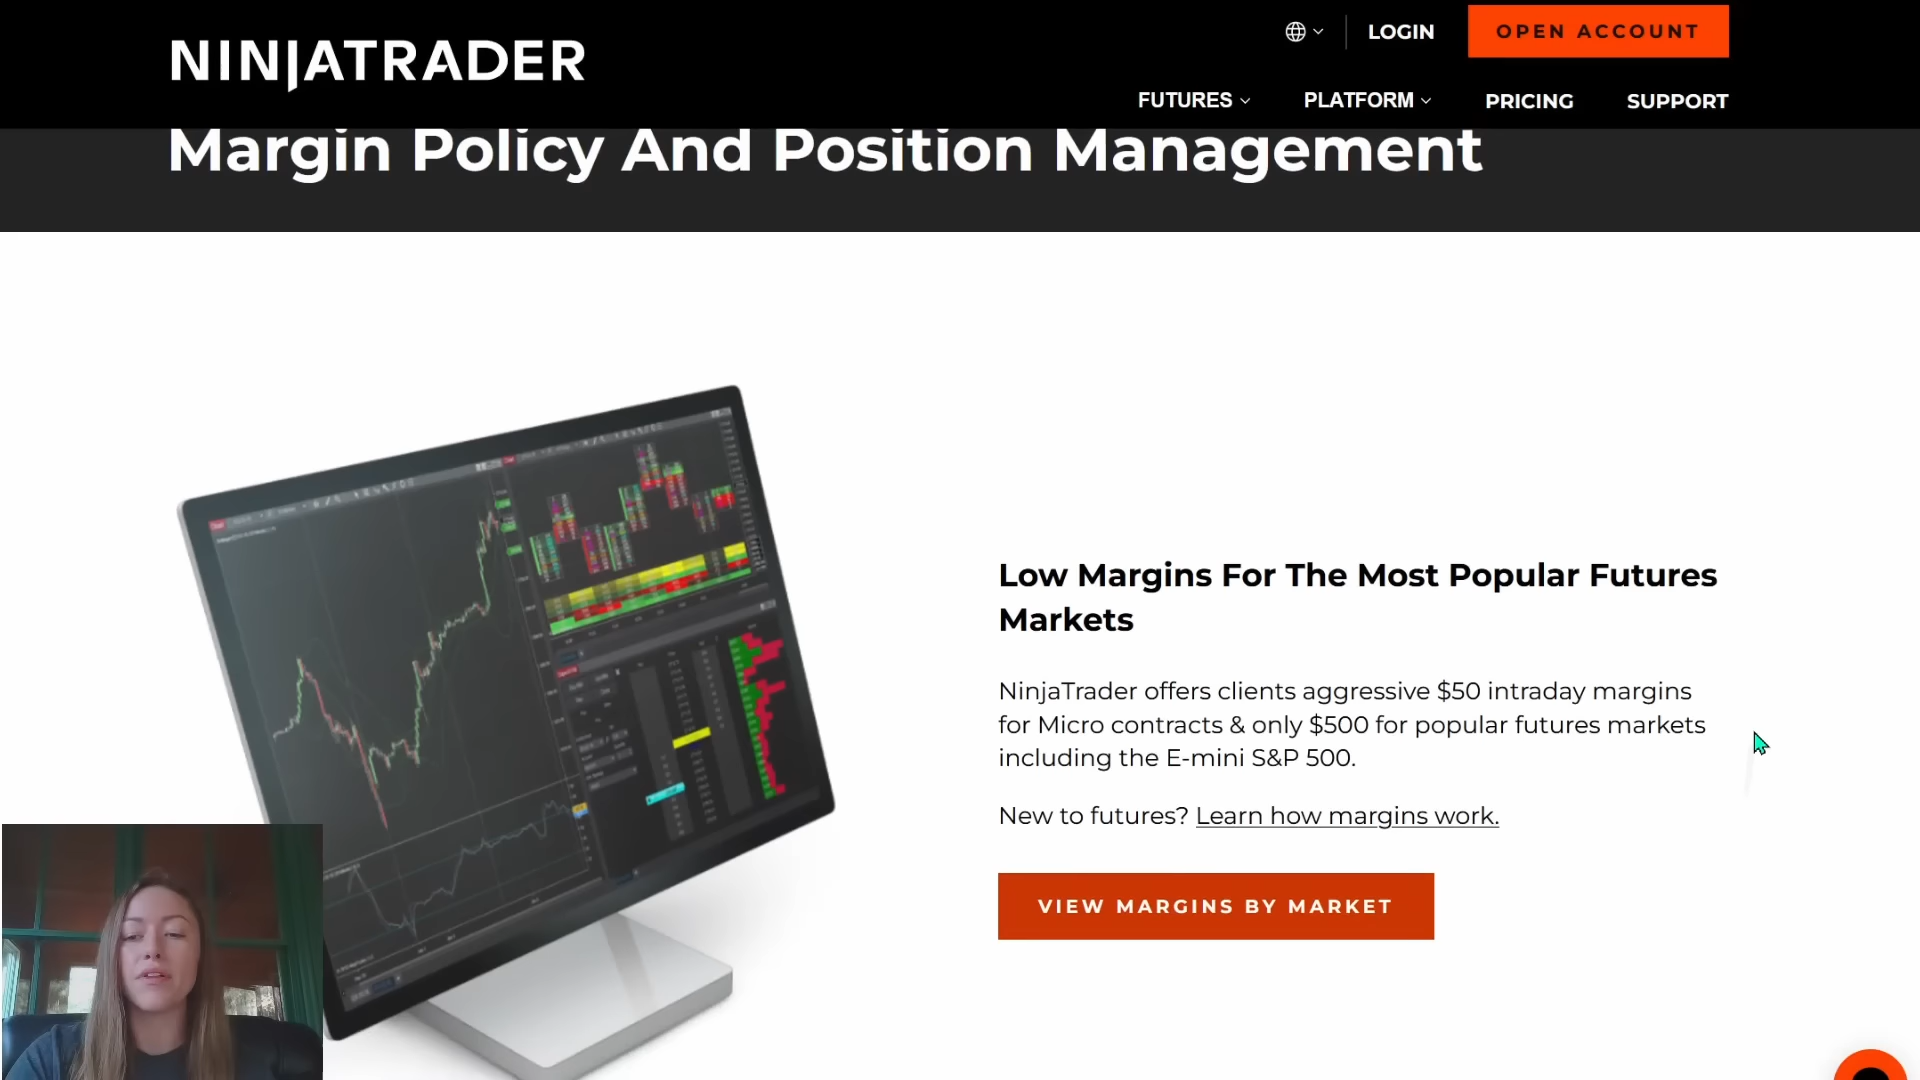 NINJATRADER
LOGIN
OPEN ACCOUNT
FUTURES
PLATFORM
PRICING
SUPPORT
Margin Policy And Position Management
Low Margins For The Most Popular Futures
Markets
NinjaTrader offers clients aggressive $50 intraday margins
for Micro contracts & only $500 for popular futures markets
including the E-mini S&P 500.
New to futures? Learn how margins work.
VIEW MARGINS BY MARKET